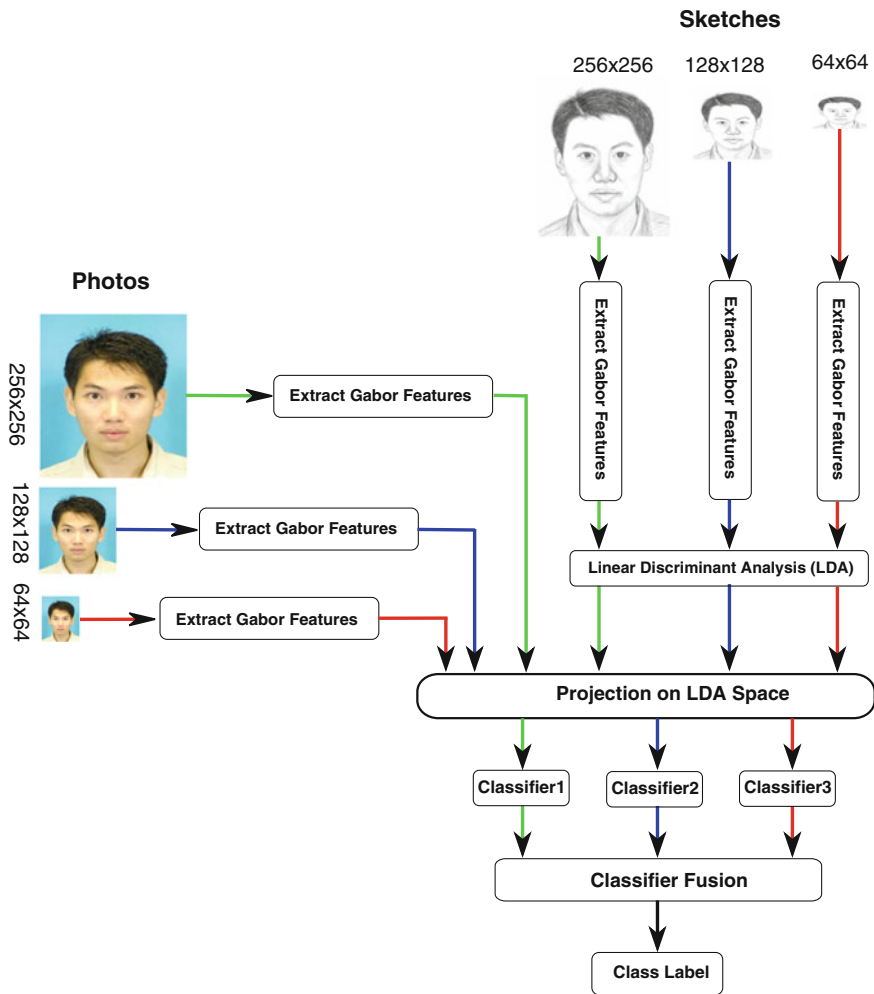 Sketches
256x256
128x128
64x64
Extract Gabor Features
Extract Gabor Features
Extract Gabor Features
Photos
256x256
Extract Gabor Features
128x128
Extract Gabor Features
64x64
Extract Gabor Features
Linear Discriminant Analysis (LDA)
Projection on LDA Space
Classifier1
Classifier2
Classifier3
Classifier Fusion
Class Label